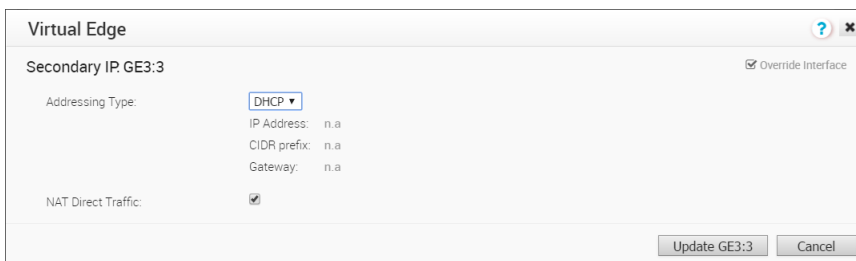 Virtual Edge
?
Secondary IP: GE3:3
Override Interface
Addressing Type:
DHCP
IP Address: n.a
CIDR prefix: n.a
Gateway: n.a
NAT Direct Traffic:
Update GE3:3
Cancel